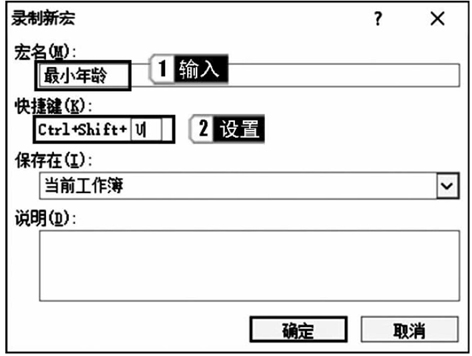 录制新宏 ? ×
宏名(M):
最小年龄 1 输入
快捷键(K):
Ctrl+Shift+ U 2 设置
保存在(I):
当前工作簿
说明(D):
确定 取消